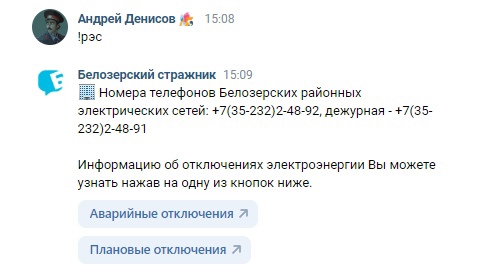 Андрей Денисов 15:08
!рэс
Белозерский стражник 15:09
Номера телефонов Белозерских районных
электрических сетей: +7(35-232)2-48-92, дежурная - +7(35-
232)2-48-91
Информацию об отключениях электроэнергии Вы можете
узнать нажав на одну из кнопок ниже.
Аварийные отключения
Плановые отключения